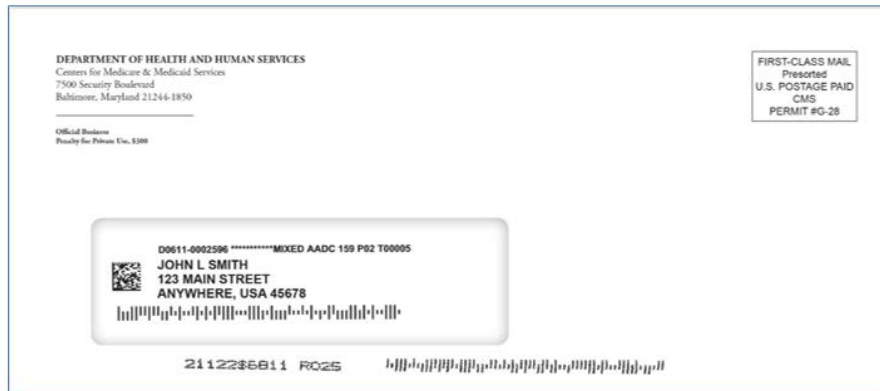 DEPARTMENT OF HEALTH AND HUMAN SERVICES
Centers for Medicare & Medicaid Services
7500 Security Boulevard
Baltimore, Maryland 21244-1850
Official Business
Penalty for Private Use, $300
FIRST-CLASS MAIL
Presorted
U.S. POSTAGE PAID
CMS
PERMIT #G-28
D0611-0002596 ***********MIXED AADC 159 P02 T00005
JOHN L SMITH
123 MAIN STREET
ANYWHERE, USA 45678
21122$6811 R025